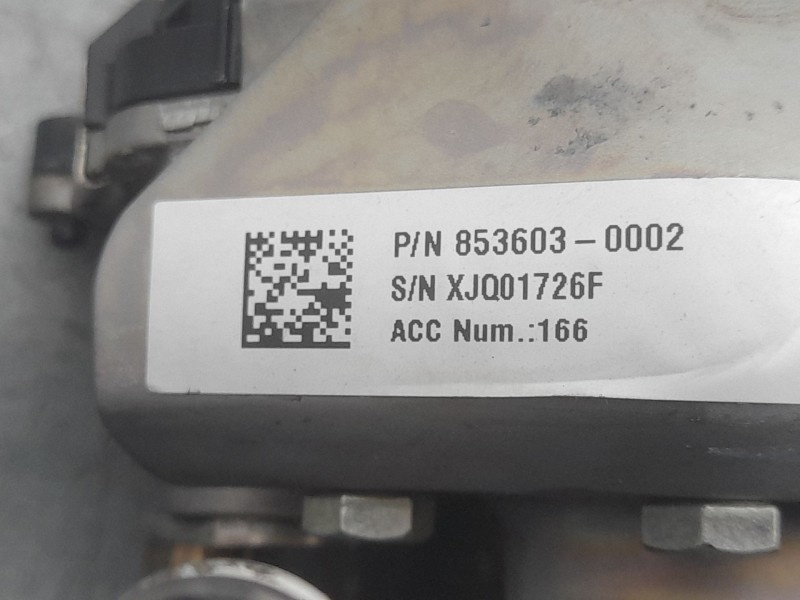 P/N 853603-0002
S/N XJQ01726F
ACC Num.:166